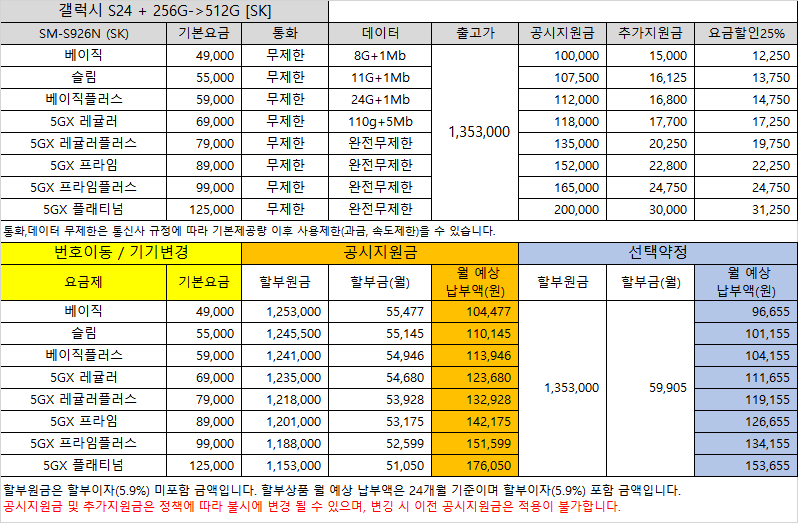 갤럭시 S24 + 256G->512G [SK]
SM-S926N (SK) 기본요금 통화 데이터 출고가 공시지원금 추가지원금 요금할인25%
베이직 49,000 무제한 8G+1Mb 100,000 15,000 12,250
슬림 55,000 무제한 11G+1Mb 107,500 16,125 13,750
베이직플러스 59,000 무제한 24G+1Mb 112,000 16,800 14,750
5GX 레귤러 69,000 무제한 110g+5Mb 1,353,000 118,000 17,700 17,250
5GX 레귤러플러스 79,000 무제한 완전무제한 135,000 20,250 19,750
5GX 프라임 89,000 무제한 완전무제한 152,000 22,800 22,250
5GX 프라임플러스 99,000 무제한 완전무제한 165,000 24,750 24,750
5GX 플래티넘 125,000 무제한 완전무제한 200,000 30,000 31,250
통화,데이터 무제한은 통신사 규정에 따라 기본제공량 이후 사용제한(과금, 속도제한)을 수 있습니다.
번호이동 / 기기변경 공시지원금 선택약정
요금제 기본요금 할부원금 할부금(월) 월 예상 할부원금 할부금(월) 월 예상
납부액(원) 납부액(원)
베이직 49,000 1,253,000 55,477 104,477 96,655
슬림 55,000 1,245,500 55,145 110,145 101,155
베이직플러스 59,000 1,241,000 54,946 113,946 104,155
5GX 레귤러 69,000 1,235,000 54,680 123,680 1,353,000 59,905 111,655
5GX 레귤러플러스 79,000 1,218,000 53,928 132,928 119,155
5GX 프라임 89,000 1,201,000 53,175 142,175 126,655
5GX 프라임플러스 99,000 1,188,000 52,599 151,599 134,155
5GX 플래티넘 125,000 1,153,000 51,050 176,050 153,655
할부원금은 할부이자(5.9%) 미포함 금액입니다. 할부상품 월 예상 납부액은 24개월 기준이며 할부이자(5.9%) 포함 금액입니다.
공시지원금 및 추가지원금은 정책에 따라 불시에 변경 될 수 있으며, 변깅 시 이전 공시지원금은 적용이 불가합니다.